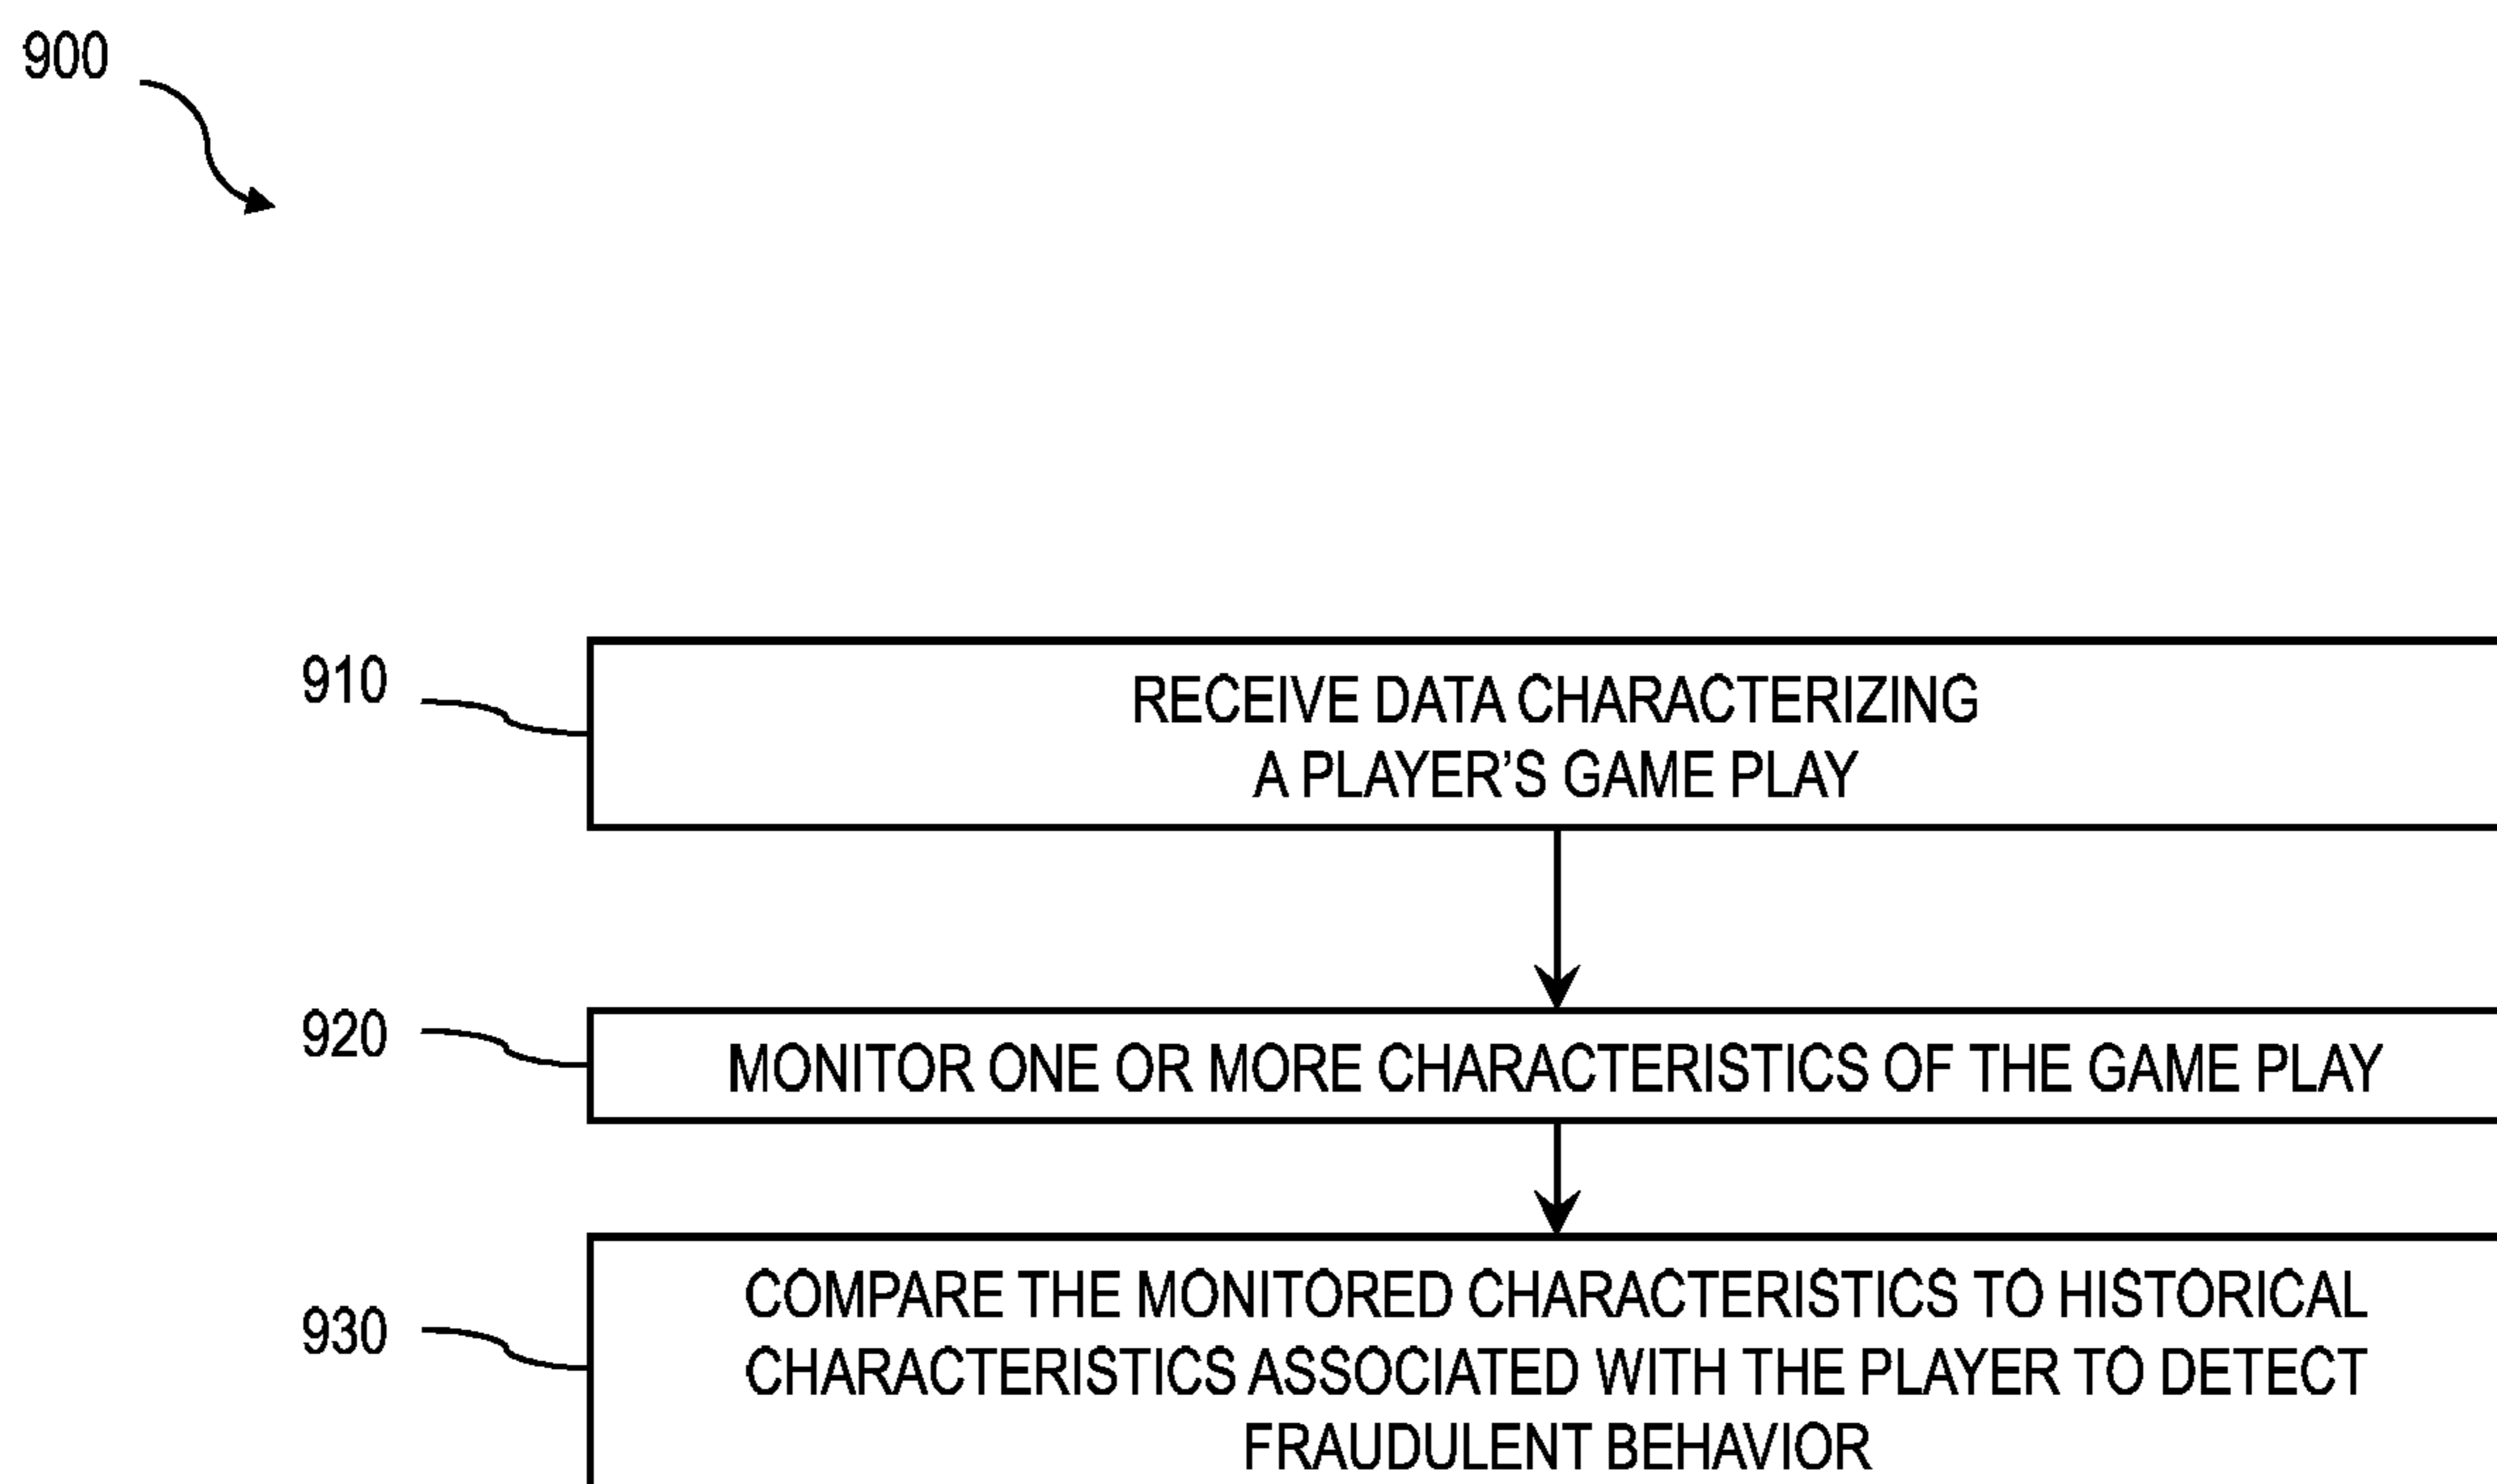 900
910
RECEIVE DATA CHARACTERIZING
A PLAYER’S GAME PLAY
920
MONITOR ONE OR MORE CHARACTERISTICS OF THE GAME PLAY
930
COMPARE THE MONITORED CHARACTERISTICS TO HISTORICAL
CHARACTERISTICS ASSOCIATED WITH THE PLAYER TO DETECT
FRAUDULENT BEHAVIOR